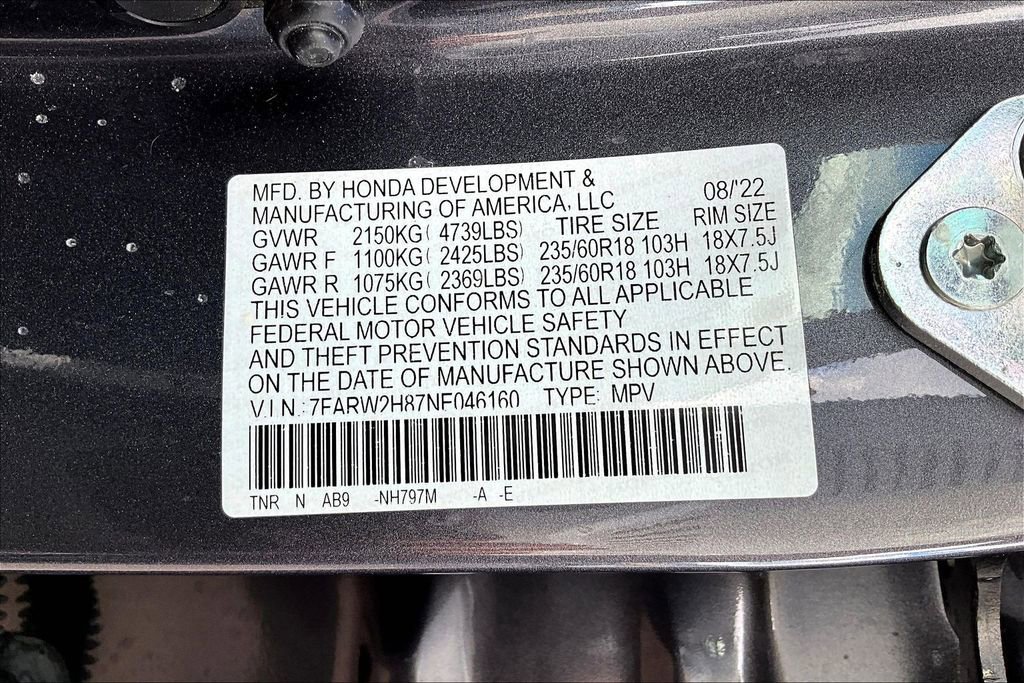 MFD. BY HONDA DEVELOPMENT &
MANUFACTURING OF AMERICA, LLC 08/'22
GVWR 2150KG( 4739LBS) TIRE SIZE RIM SIZE
GAWR F 1100KG( 2425LBS) 235/60R18 103H 18X7.5J
GAWR R 1075KG( 2369LBS) 235/60R18 103H 18X7.5J
THIS VEHICLE CONFORMS TO ALL APPLICABLE
FEDERAL MOTOR VEHICLE SAFETY
AND THEFT PREVENTION STANDARDS IN EFFECT
ON THE DATE OF MANUFACTURE SHOWN ABOVE.
V.I.N.: 7FARW2H87NE046160 TYPE: MPV
TNR N AB9 -NH797M -A -E